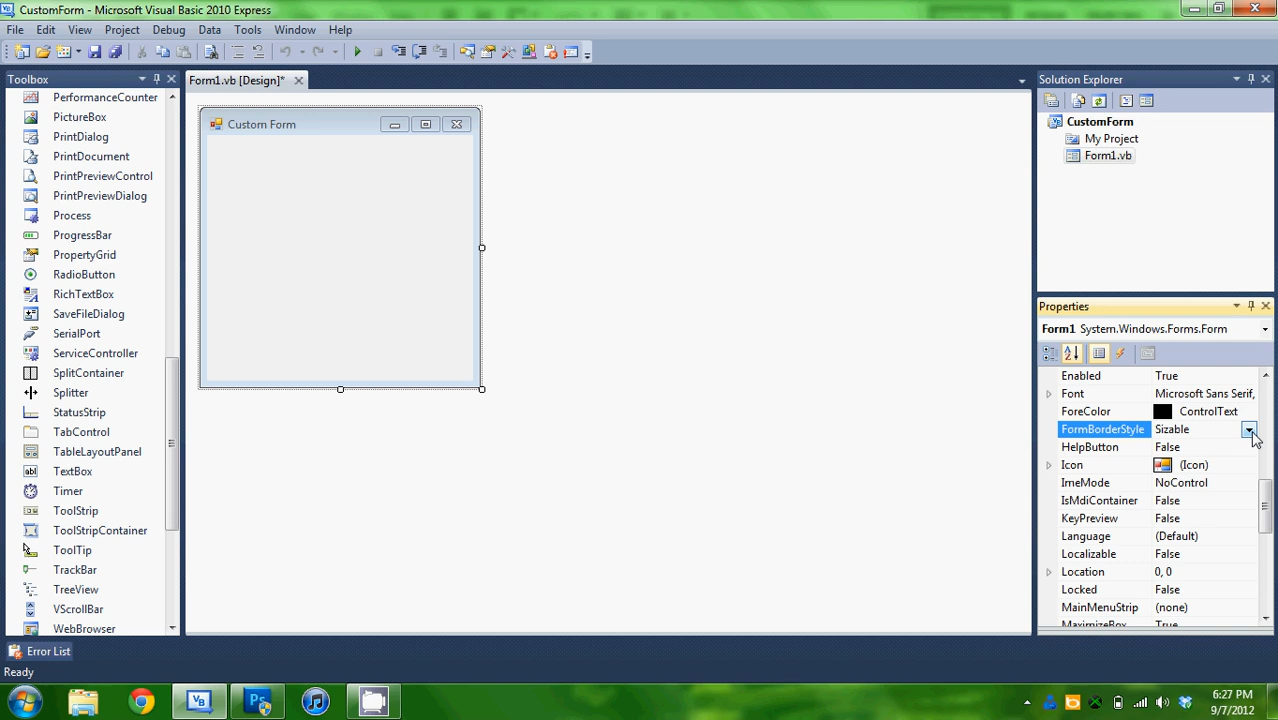 CustomForm - Microsoft Visual Basic 2010 Express
File Edit View Project Debug Data Tools Window Help
Toolbox
PerformanceCounter
PictureBox
PrintDialog
PrintDocument
PrintPreviewControl
PrintPreviewDialog
Process
ProgressBar
PropertyGrid
RadioButton
RichTextBox
SaveFileDialog
SerialPort
ServiceController
SplitContainer
Splitter
StatusStrip
TabControl
TableLayoutPanel
TextBox
Timer
ToolStrip
ToolStripContainer
ToolTip
TrackBar
TreeView
VScrollBar
WebBrowser
Form1.vb [Design]*
Custom Form
Solution Explorer
CustomForm
My Project
Form1.vb
Properties
Form1 System.Windows.Forms.Form
Enabled True
Font Microsoft Sans Serif,
ForeColor ControlText
FormBorderStyle Sizable
HelpButton False
Icon (Icon)
ImeMode NoControl
IsMdiContainer False
KeyPreview False
Language (Default)
Localizable False
Location 0, 0
Locked False
MainMenuStrip (none)
MaximizeBox True
Error List
Ready
6:27 PM
9/7/2012